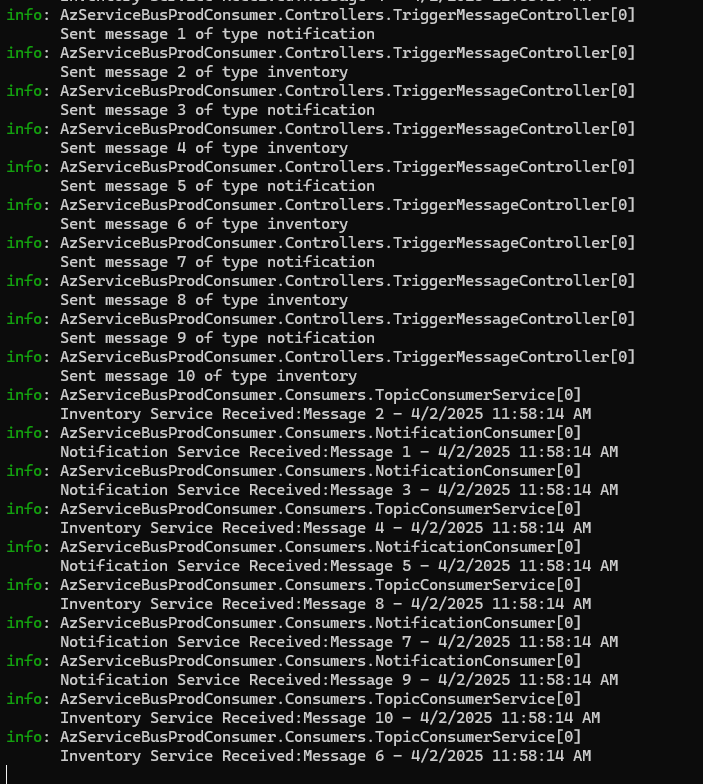 info: AzServiceBusProdConsumer.Controllers.TriggerMessageController[0]
Sent message 1 of type notification
info: AzServiceBusProdConsumer.Controllers.TriggerMessageController[0]
Sent message 2 of type inventory
info: AzServiceBusProdConsumer.Controllers.TriggerMessageController[0]
Sent message 3 of type notification
info: AzServiceBusProdConsumer.Controllers.TriggerMessageController[0]
Sent message 4 of type inventory
info: AzServiceBusProdConsumer.Controllers.TriggerMessageController[0]
Sent message 5 of type notification
info: AzServiceBusProdConsumer.Controllers.TriggerMessageController[0]
Sent message 6 of type inventory
info: AzServiceBusProdConsumer.Controllers.TriggerMessageController[0]
Sent message 7 of type notification
info: AzServiceBusProdConsumer.Controllers.TriggerMessageController[0]
Sent message 8 of type inventory
info: AzServiceBusProdConsumer.Controllers.TriggerMessageController[0]
Sent message 9 of type notification
info: AzServiceBusProdConsumer.Controllers.TriggerMessageController[0]
Sent message 10 of type inventory
info: AzServiceBusProdConsumer.Consumers.TopicConsumerService[0]
Inventory Service Received:Message 2 - 4/2/2025 11:58:14 AM
info: AzServiceBusProdConsumer.Consumers.NotificationConsumer[0]
Notification Service Received:Message 1 - 4/2/2025 11:58:14 AM
info: AzServiceBusProdConsumer.Consumers.NotificationConsumer[0]
Notification Service Received:Message 3 - 4/2/2025 11:58:14 AM
info: AzServiceBusProdConsumer.Consumers.TopicConsumerService[0]
Inventory Service Received:Message 4 - 4/2/2025 11:58:14 AM
info: AzServiceBusProdConsumer.Consumers.NotificationConsumer[0]
Notification Service Received:Message 5 - 4/2/2025 11:58:14 AM
info: AzServiceBusProdConsumer.Consumers.TopicConsumerService[0]
Inventory Service Received:Message 8 - 4/2/2025 11:58:14 AM
info: AzServiceBusProdConsumer.Consumers.NotificationConsumer[0]
Notification Service Received:Message 7 - 4/2/2025 11:58:14 AM
info: AzServiceBusProdConsumer.Consumers.NotificationConsumer[0]
Notification Service Received:Message 9 - 4/2/2025 11:58:14 AM
info: AzServiceBusProdConsumer.Consumers.TopicConsumerService[0]
Inventory Service Received:Message 10 - 4/2/2025 11:58:14 AM
info: AzServiceBusProdConsumer.Consumers.TopicConsumerService[0]
Inventory Service Received:Message 6 - 4/2/2025 11:58:14 AM